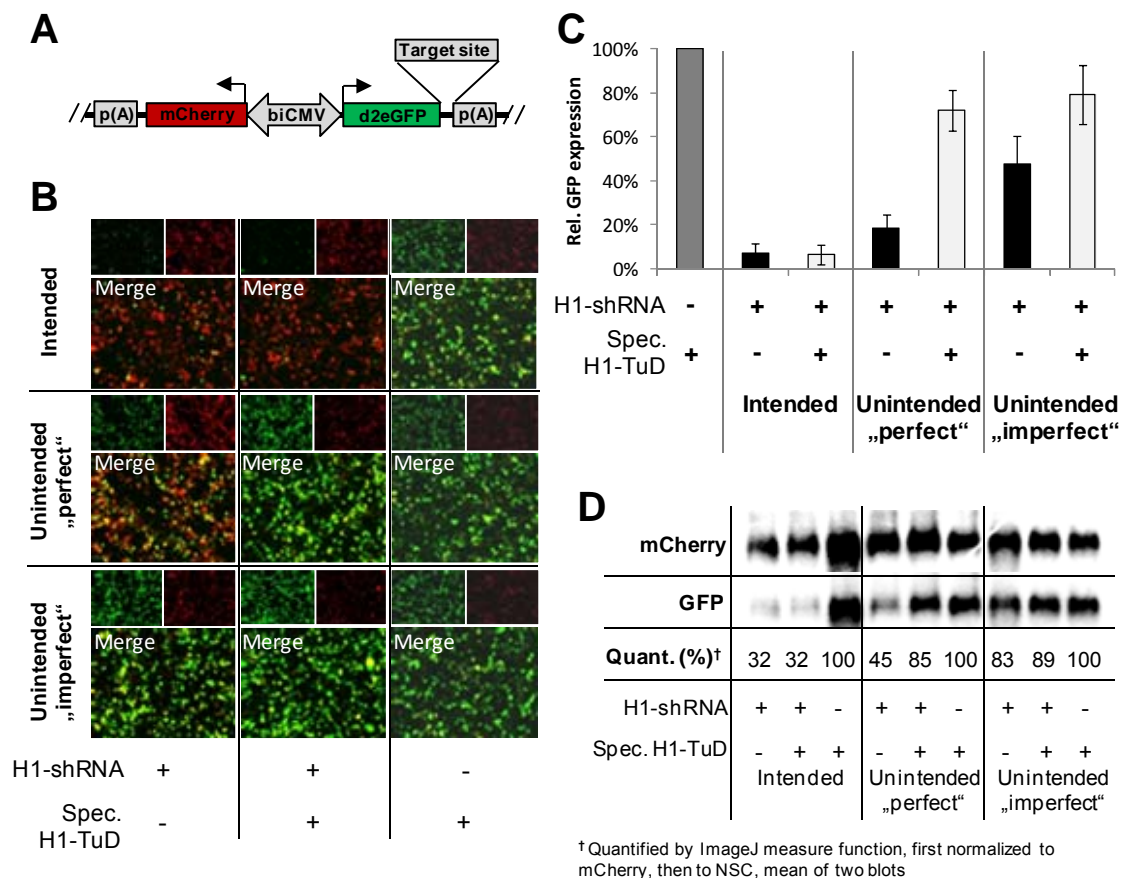 A
Target site
// p(A) mCherry biCMV d2eGFP p(A) //
B
Intended
Merge Merge Merge
Unintended
„perfect“
Merge Merge Merge
Unintended
„imperfect“
Merge Merge Merge
H1-shRNA + + -
Spec.
H1-TuD - + +
C
Rel. GFP expression
100%
80%
60%
40%
20%
0%
H1-shRNA - + + + + + +
Spec.
H1-TuD + - + - + - +
Intended Unintended Unintended
„perfect“ „imperfect“
D
mCherry
GFP
Quant. (%)† 32 32 100 45 85 100 83 89 100
H1-shRNA + + - + + - + + -
Spec. H1-TuD - + + - + + - + +
Intended Unintended Unintended
„perfect“ „imperfect“
† Quantified by ImageJ measure function, first normalized to
mCherry, then to NSC, mean of two blots